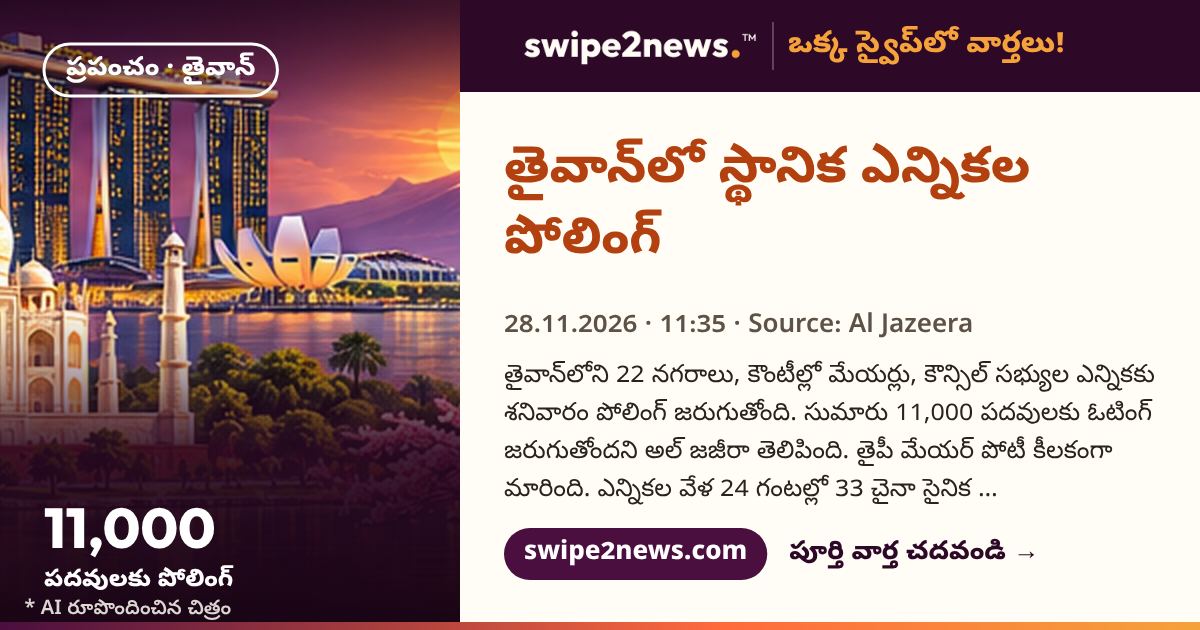 ప్రపంచం · తైవాన్
swipe2news.™
ఒక్క స్వైప్‌లో వార్తలు!
తైవాన్‌లో స్థానిక ఎన్నికల
పోలింగ్
28.11.2026 · 11:35 · Source: Al Jazeera
తైవాన్‌లోని 22 నగరాలు, కౌంటీల్లో మేయర్లు, కౌన్సిల్ సభ్యుల ఎన్నికకు
శనివారం పోలింగ్ జరుగుతోంది. సుమారు 11,000 పదవులకు ఓటింగ్
జరుగుతోందని అల్ జజీరా తెలిపింది. తైపీ మేయర్ పోటీ కీలకంగా
మారింది. ఎన్నికల వేళ 24 గంటల్లో 33 చైనా సైనిక ...
swipe2news.com
పూర్తి వార్త చదవండి →
11,000
పదవులకు పోలింగ్
* AI రూపొందించిన చిత్రం